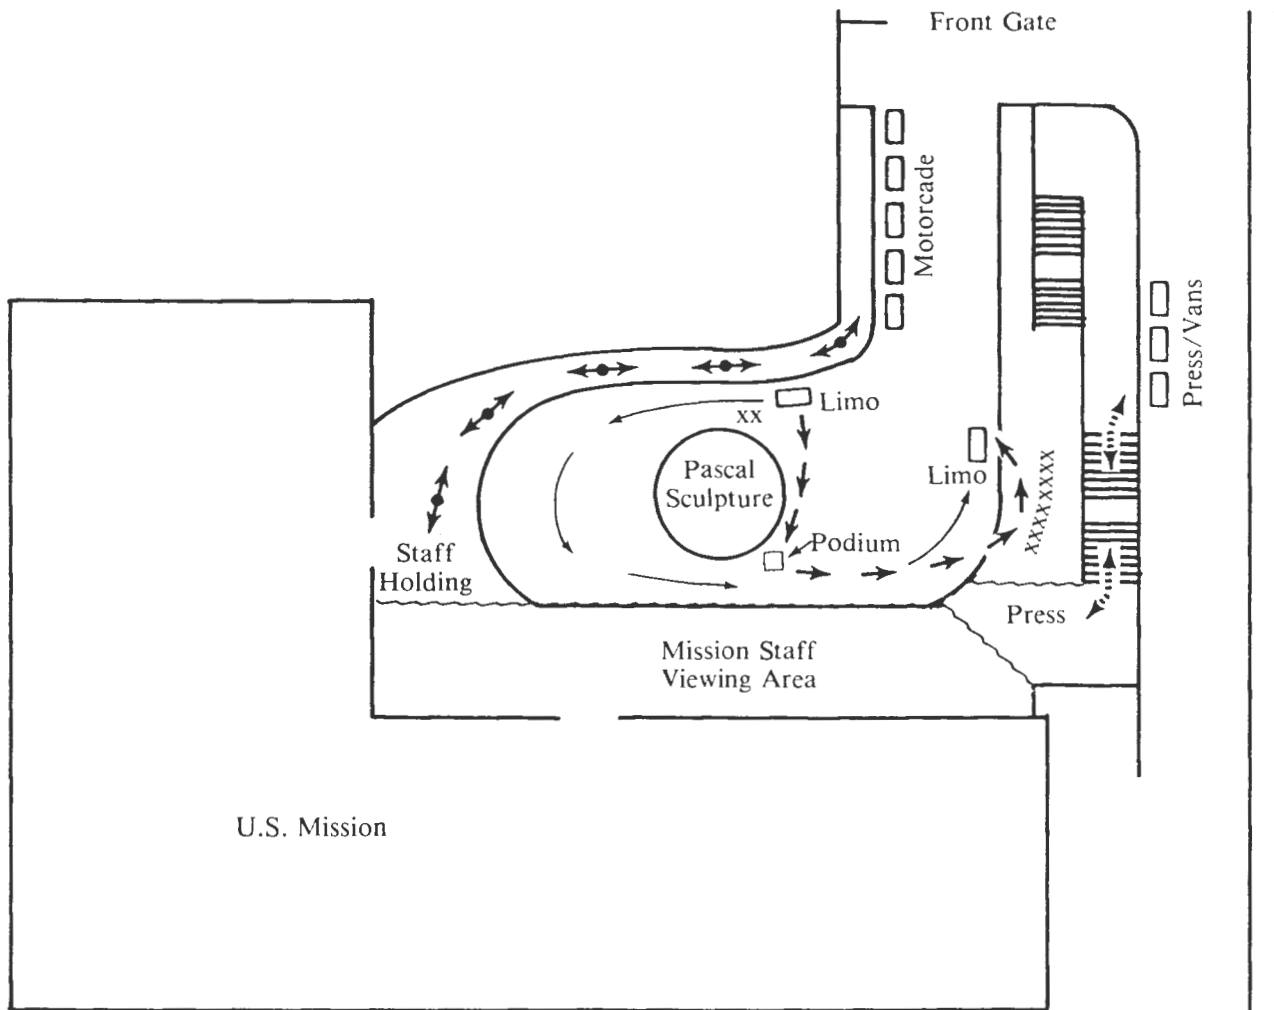 Front Gate
Motorcade
Press/Vans
Limo
xx
Pascal
Sculpture
Limo
xxxxxxxxx
Podium
Staff
Holding
Press
Mission Staff
Viewing Area
U.S. Mission